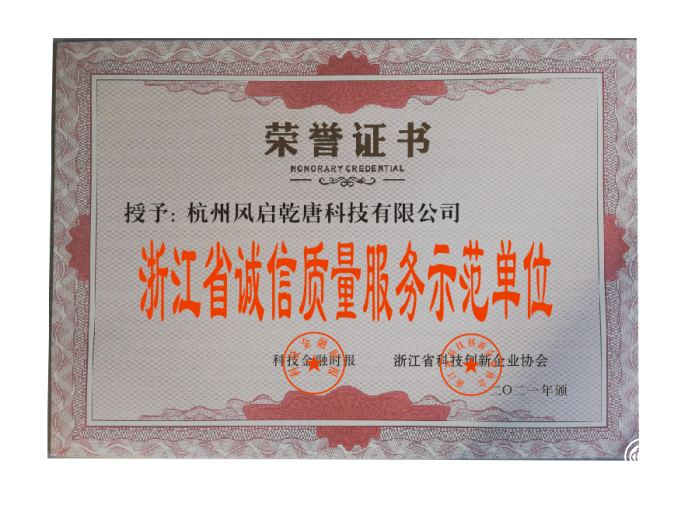 荣誉证书
HONORARY CREDENTIAL
授予：杭州风启乾唐科技有限公司
浙江省诚信质量服务示范单位
科技金融时报 浙江省科技创新企业协会
二〇二一年颁